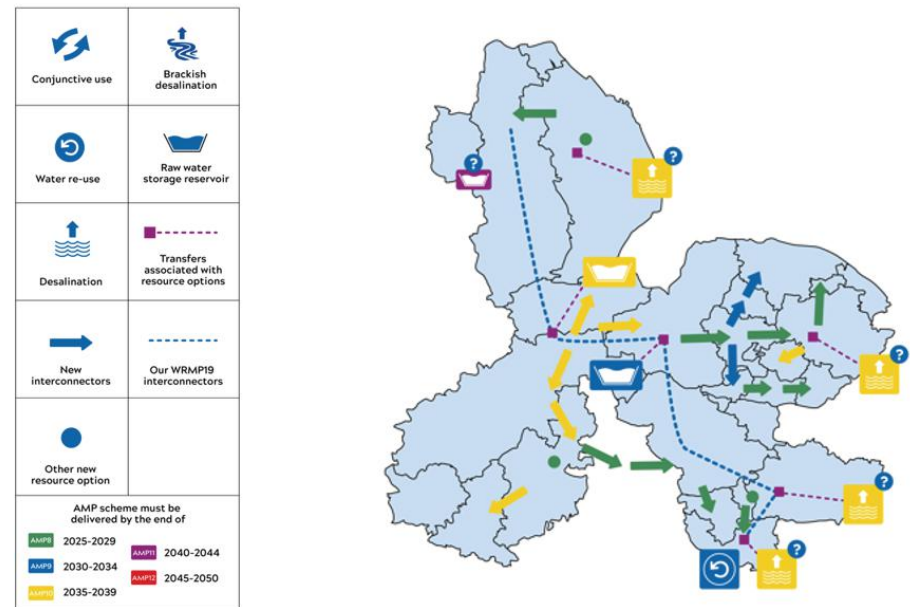 Conjunctive use
Brackish
desalination
Water re-use
Raw water
storage reservoir
Desalination
Transfers
associated with
resource options
New
interconnectors
Our WRMP19
interconnectors
Other new
resource option
AMP scheme must be
delivered by the end of
AMP8 2025-2029
AMP9 2030-2034
AMP10 2035-2039
AMP11 2040-2044
AMP12 2045-2050
?
?
?
?
?